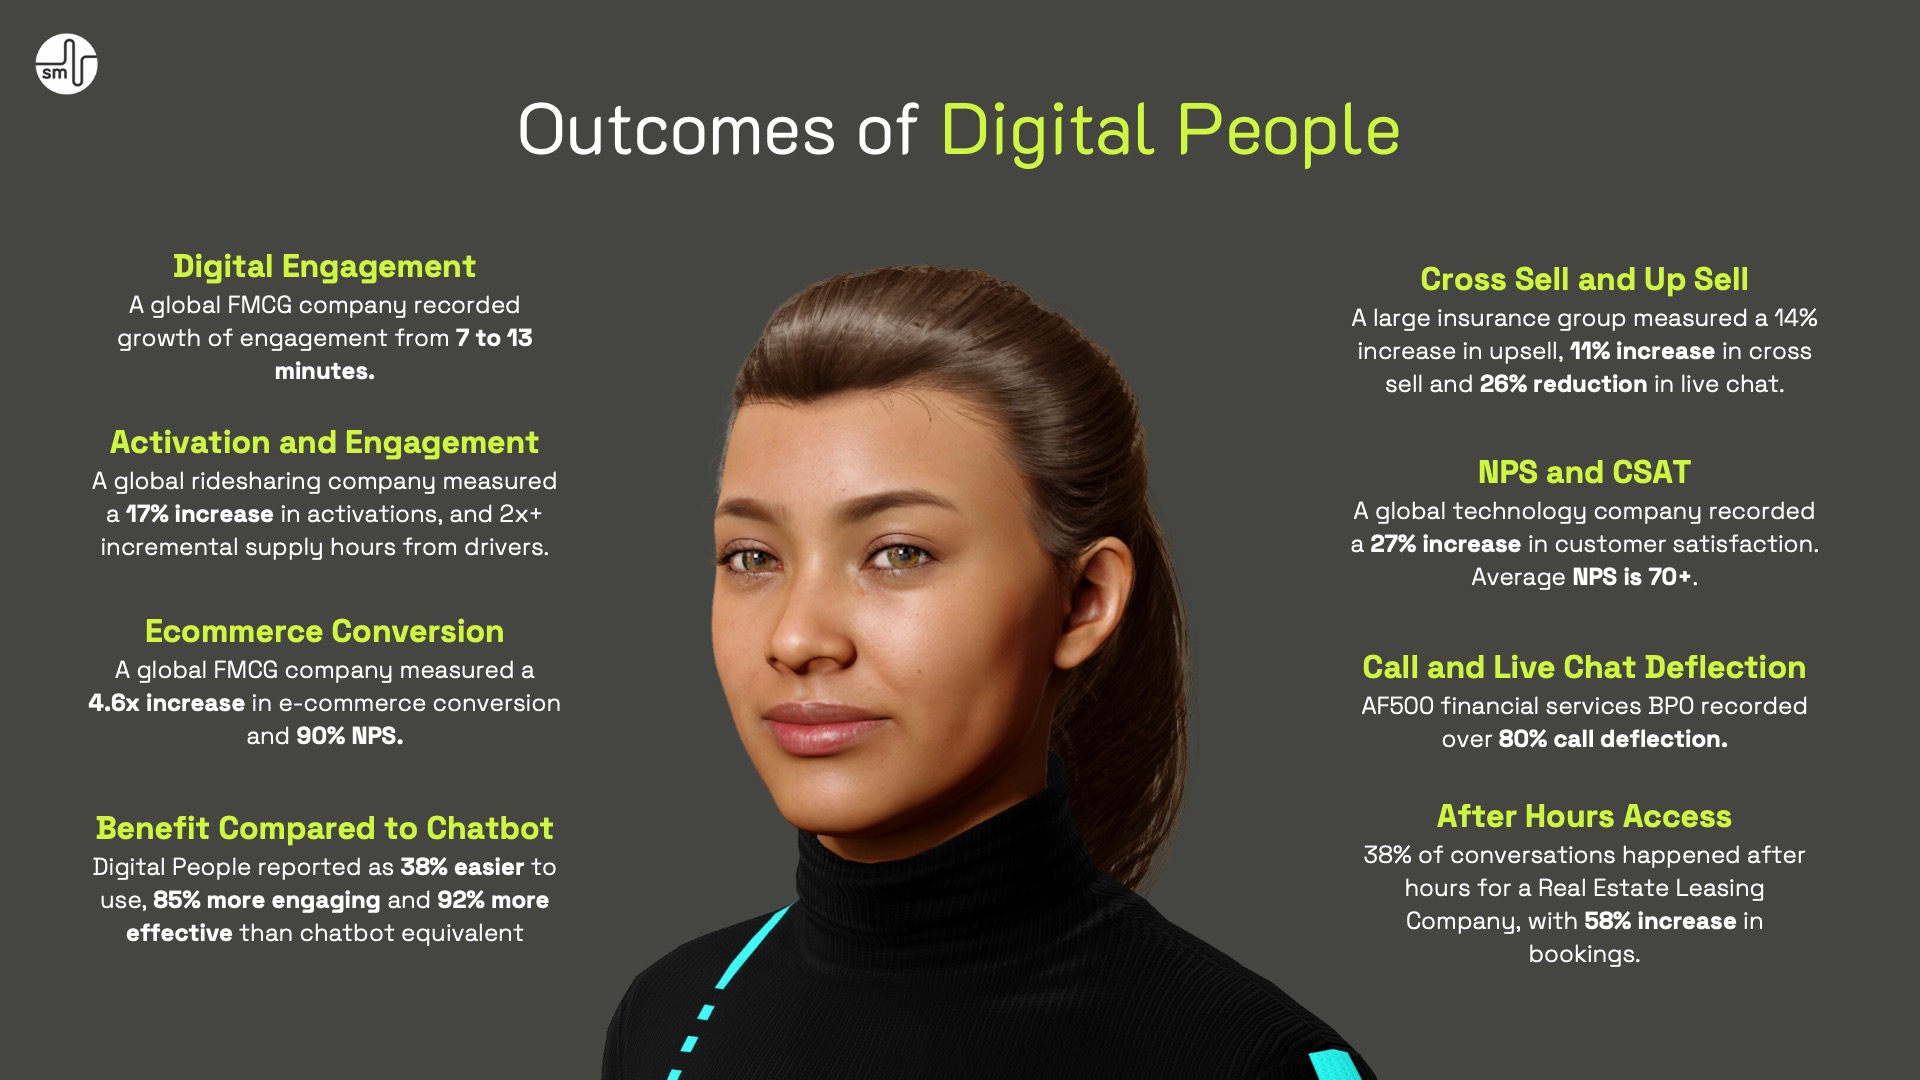 sm
Outcomes of Digital People
Digital Engagement
A global FMCG company recorded
growth of engagement from 7 to 13
minutes.
Activation and Engagement
A global ridesharing company measured
a 17% increase in activations, and 2x+
incremental supply hours from drivers.
Ecommerce Conversion
A global FMCG company measured a
4.6x increase in e-commerce conversion
and 90% NPS.
Benefit Compared to Chatbot
Digital People reported as 38% easier to
use, 85% more engaging and 92% more
effective than chatbot equivalent
Cross Sell and Up Sell
A large insurance group measured a 14%
increase in upsell, 11% increase in cross
sell and 26% reduction in live chat.
NPS and CSAT
A global technology company recorded
a 27% increase in customer satisfaction.
Average NPS is 70+.
Call and Live Chat Deflection
AF500 financial services BPO recorded
over 80% call deflection.
After Hours Access
38% of conversations happened after
hours for a Real Estate Leasing
Company, with 58% increase in
bookings.